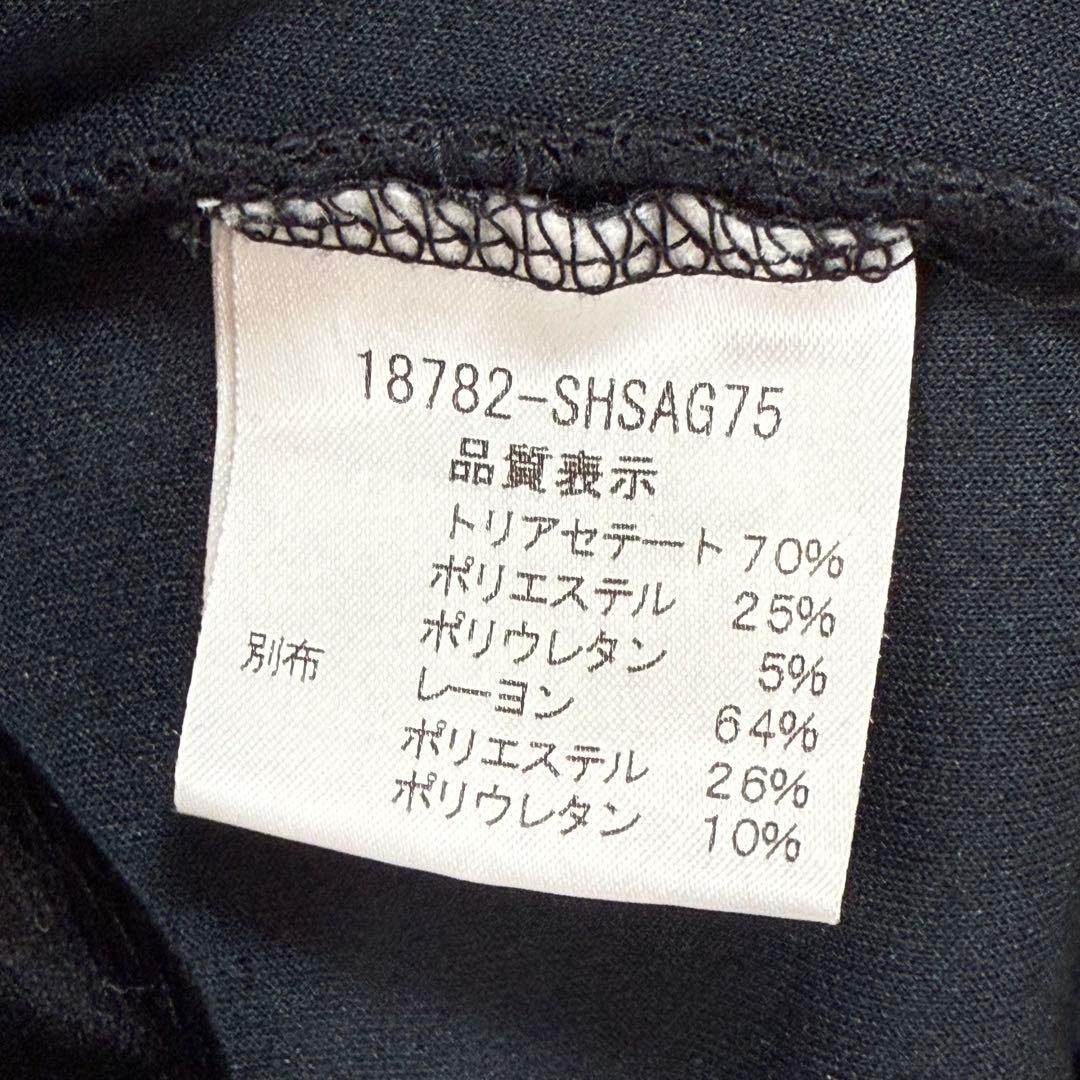 18782-SHSAG75
品質表示
トリアセテート 70%
ポリエステル 25%
ポリウレタン 5%
別布 レーヨン 64%
ポリエステル 26%
ポリウレタン 10%